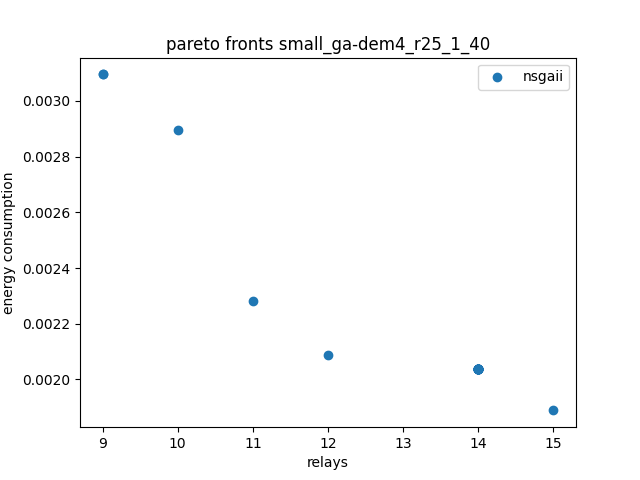 pareto fronts small_ga-dem4_r25_1_40
nsgaii
energy consumption
0.0030
0.0028
0.0026
0.0024
0.0022
0.0020
9 10 11 12 13 14 15
relays